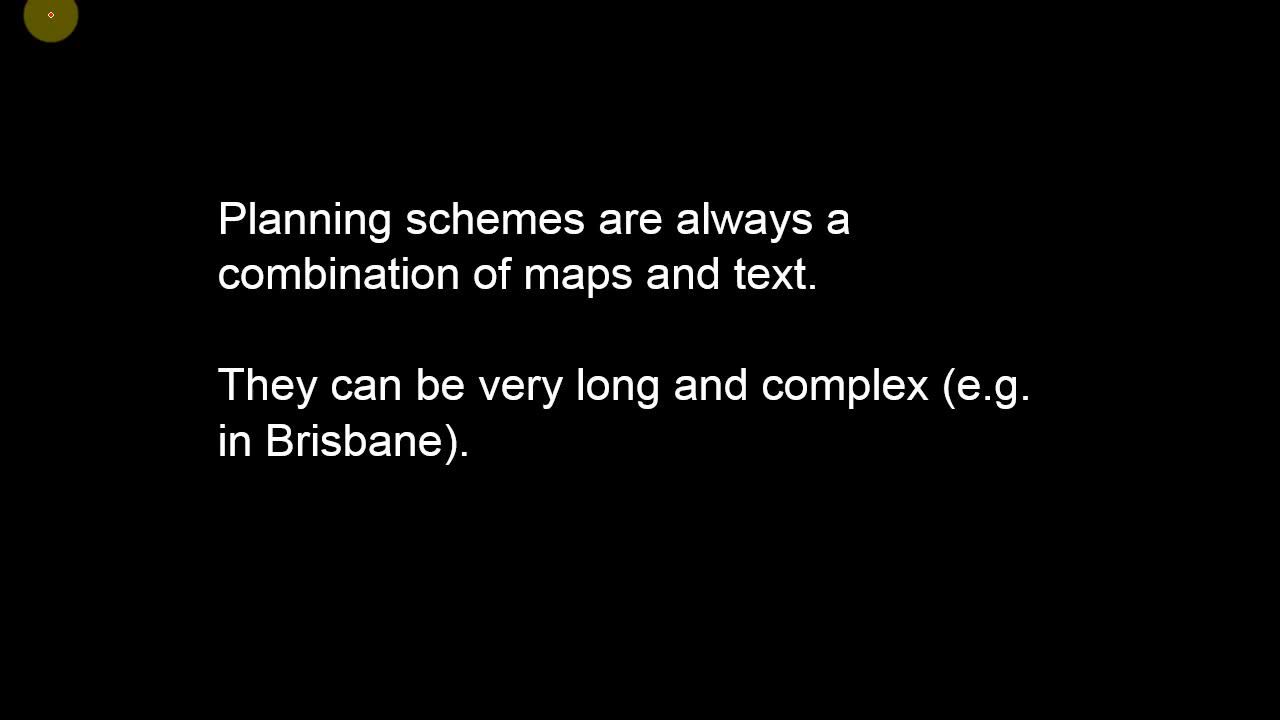 Planning schemes are always a
combination of maps and text.
They can be very long and complex (e.g.
in Brisbane).